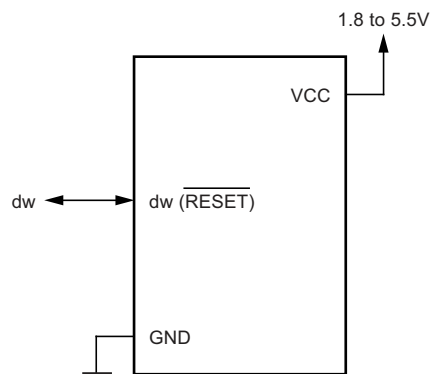 1.8 to 5.5V
VCC
dw
dw (RESET)
GND